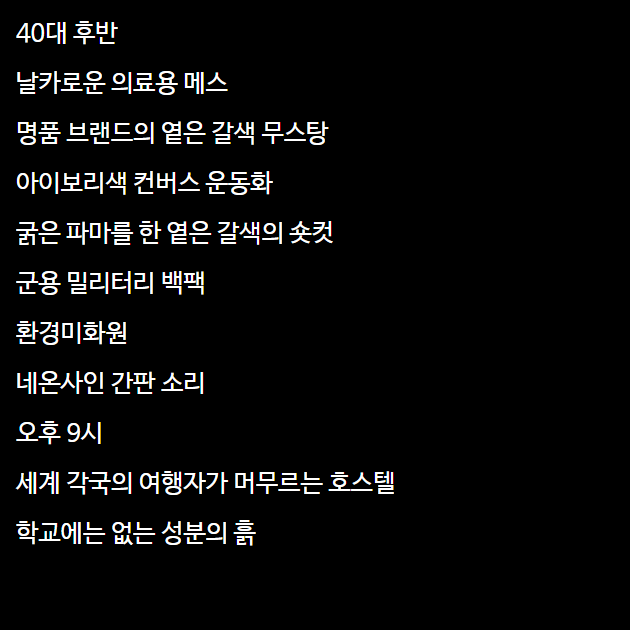 40대 후반
날카로운 의료용 메스
명품 브랜드의 옅은 갈색 무스탕
아이보리색 컨버스 운동화
굵은 파마를 한 옅은 갈색의 숏컷
군용 밀리터리 백팩
환경미화원
네온사인 간판 소리
오후 9시
세계 각국의 여행자가 머무르는 호스텔
학교에는 없는 성분의 흙